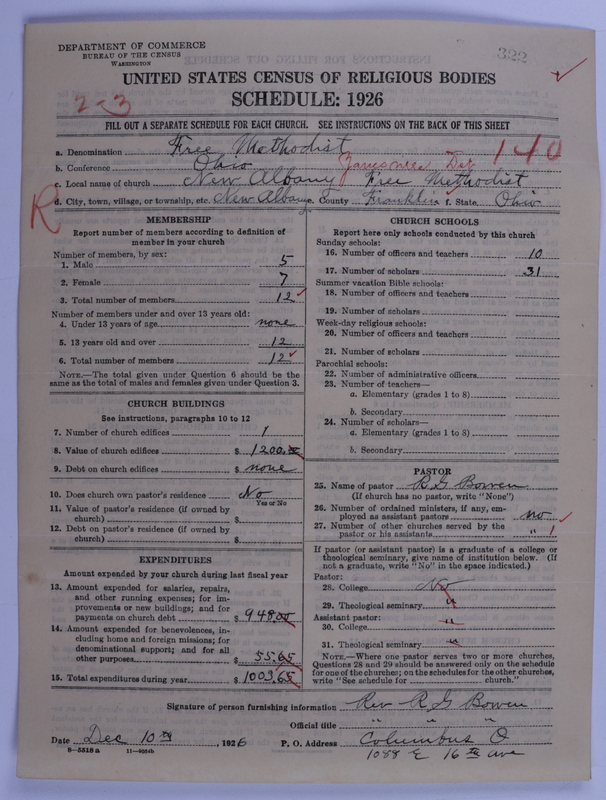 DEPARTMENT OF COMMERCE
BUREAU OF THE CENSUS
WASHINGTON
322
UNITED STATES CENSUS OF RELIGIOUS BODIES
2-3
SCHEDULE: 1926
FILL OUT A SEPARATE SCHEDULE FOR EACH CHURCH. SEE INSTRUCTIONS ON THE BACK OF THIS SHEET
a. Denomination Free Methodist 140
b. Conference Ohio Zanesville Dist
c. Local name of church New Albany Free Methodist
R
d. City, town, village, or township, etc. New Albany e. County Franklin f. State Ohio
MEMBERSHIP
Report number of members according to definition of
member in your church
Number of members, by sex:
1. Male 5
2. Female 7
3. Total number of members 12
Number of members under and over 13 years old:
4. Under 13 years of age none
5. 13 years old and over 12
6. Total number of members 12
NOTE.—The total given under Question 6 should be
same as the total of males and females given under Question 3.
CHURCH BUILDINGS
See instructions, paragraphs 10 to 12
7. Number of church edifices 1
8. Value of church edifices $ 1200.
9. Debt on church edifices $ none
10. Does church own pastor's residence No
Yes or No
11. Value of pastor's residence (if owned by
church) $
12. Debt on pastor's residence (if owned by
church) $
EXPENDITURES
Amount expended by your church during last fiscal year
13. Amount expended for salaries, repairs,
and other running expenses; for im-
provements or new buildings; and for
payments on church debt $ 948.00
14. Amount expended for benevolences, in-
cluding home and foreign missions; for
denominational support; and for all
other purposes $ 55.65
15. Total expenditures during year $ 1003.65
CHURCH SCHOOLS
Report here only schools conducted by this church
Sunday schools:
16. Number of officers and teachers 10
17. Number of scholars 31
Summer vacation Bible schools:
18. Number of officers and teachers
19. Number of scholars
Week-day religious schools:
20. Number of officers and teachers
21. Number of scholars
Parochial schools:
22. Number of administrative officers
23. Number of teachers—
a. Elementary (grades 1 to 8)
b. Secondary
24. Number of scholars—
a. Elementary (grades 1 to 8)
b. Secondary
PASTOR
25. Name of pastor R G Bowen
(If church has no pastor, write "None")
26. Number of ordained ministers, if any, em-
ployed as assistant pastors no
27. Number of other churches served by the
pastor or his assistants " 1
If pastor (or assistant pastor) is a graduate of a college or
theological seminary, give name of institution below. (If
not a graduate, write "No" in the space indicated.)
Pastor:
28. College No
29. Theological seminary "
Assistant pastor:
30. College "
31. Theological seminary "
NOTE.—Where one pastor serves two or more churches,
Questions 28 and 29 should be answered only on the schedule
for one of the churches; on the schedules for the other churches,
write "See schedule for church."
Signature of person furnishing information Rev R G Bowen
Official title " " "
Date Dec 10 th, 1926 P. O. Address Columbus O
8-5518a 11-4054b 1088 E 16 th ave